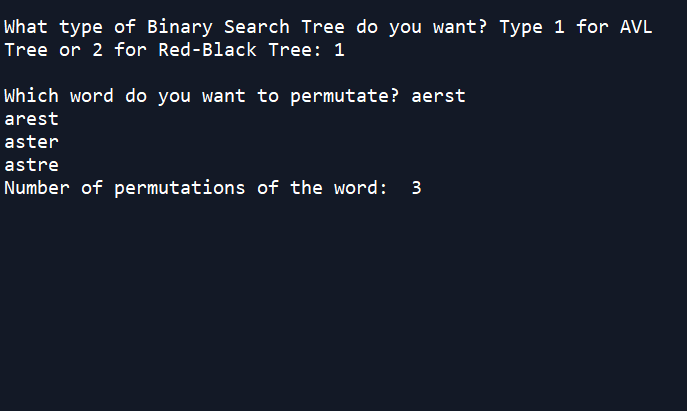 What type of Binary Search Tree do you want? Type 1 for AVL
Tree or 2 for Red-Black Tree: 1
Which word do you want to permutate? aerst
arest
aster
astre
Number of permutations of the word:  3